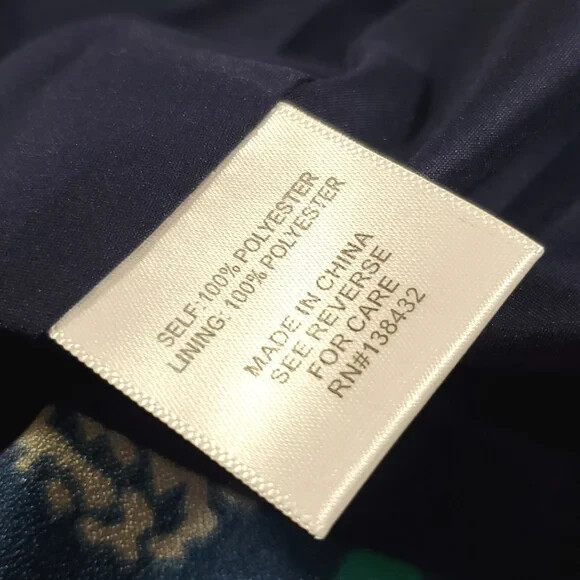 SELF: 100% POLYESTER
LINING: 100% POLYESTER
MADE IN CHINA
SEE REVERSE
FOR CARE
RN#138432